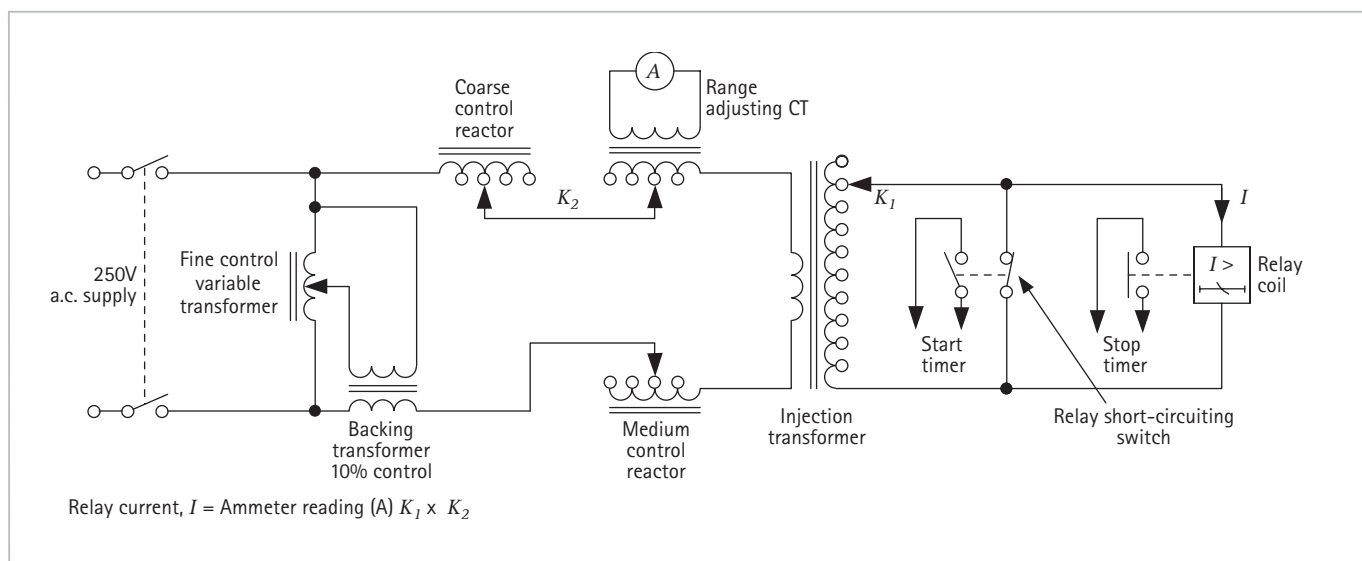 A
Coarse
control
reactor
Range
adjusting CT
K2
K1
I
250V
a.c. supply
Fine control
variable
transformer
I >
Relay
coil
Start
timer
Stop
timer
Backing
transformer
10% control
Medium
control
reactor
Injection
transformer
Relay short-circuiting
switch
Relay current, I = Ammeter reading (A) K1 x K2